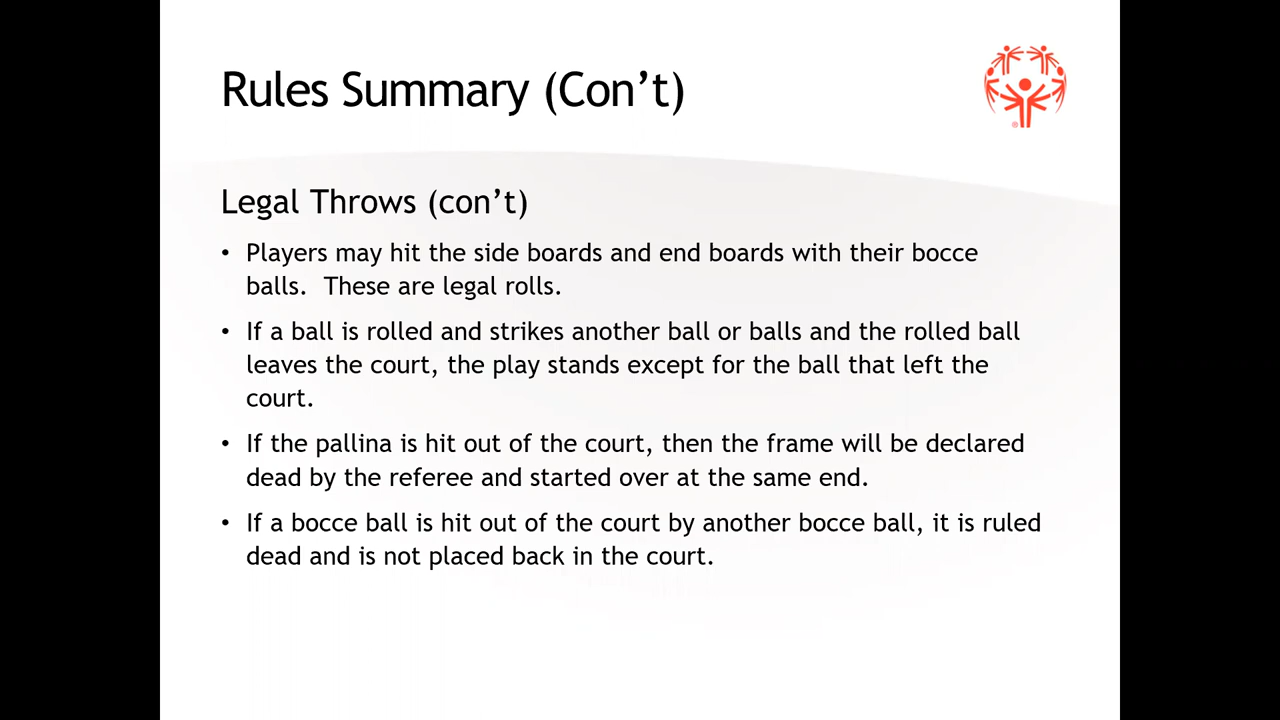 Rules Summary (Con’t)
Legal Throws (con’t)
• Players may hit the side boards and end boards with their bocce
balls.  These are legal rolls.
• If a ball is rolled and strikes another ball or balls and the rolled ball
leaves the court, the play stands except for the ball that left the
court.
• If the pallina is hit out of the court, then the frame will be declared
dead by the referee and started over at the same end.
• If a bocce ball is hit out of the court by another bocce ball, it is ruled
dead and is not placed back in the court.